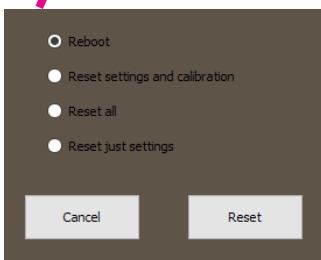 Reboot
Reset settings and calibration
Reset all
Reset just settings
Cancel Reset